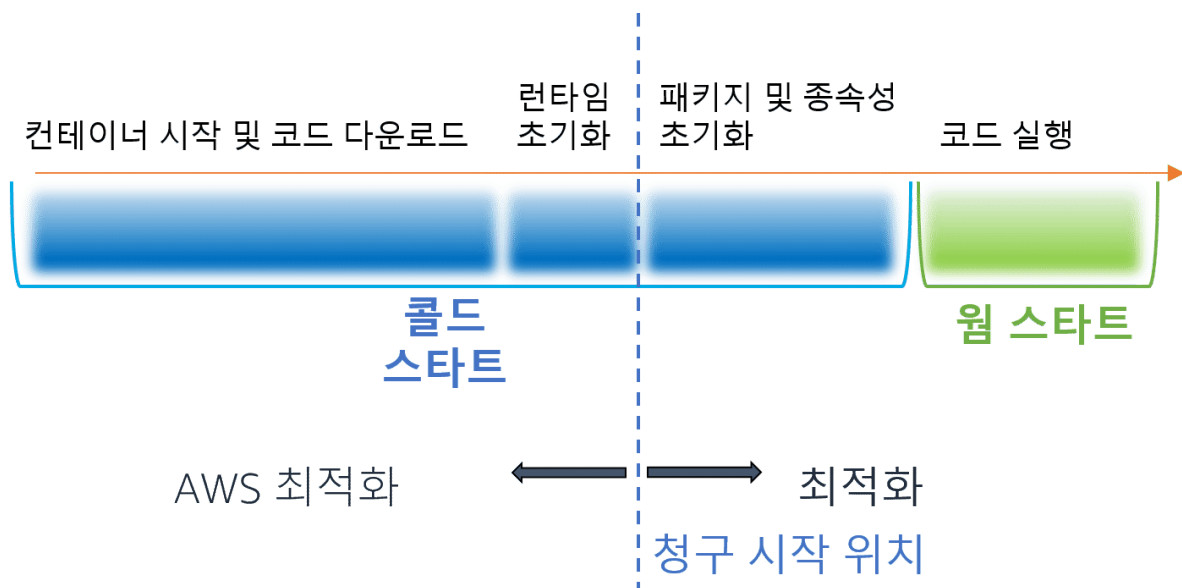 컨테이너 시작 및 코드 다운로드
런타임
초기화
패키지 및 종속성
초기화
코드 실행
콜드
스타트
웜 스타트
AWS 최적화
최적화
청구 시작 위치